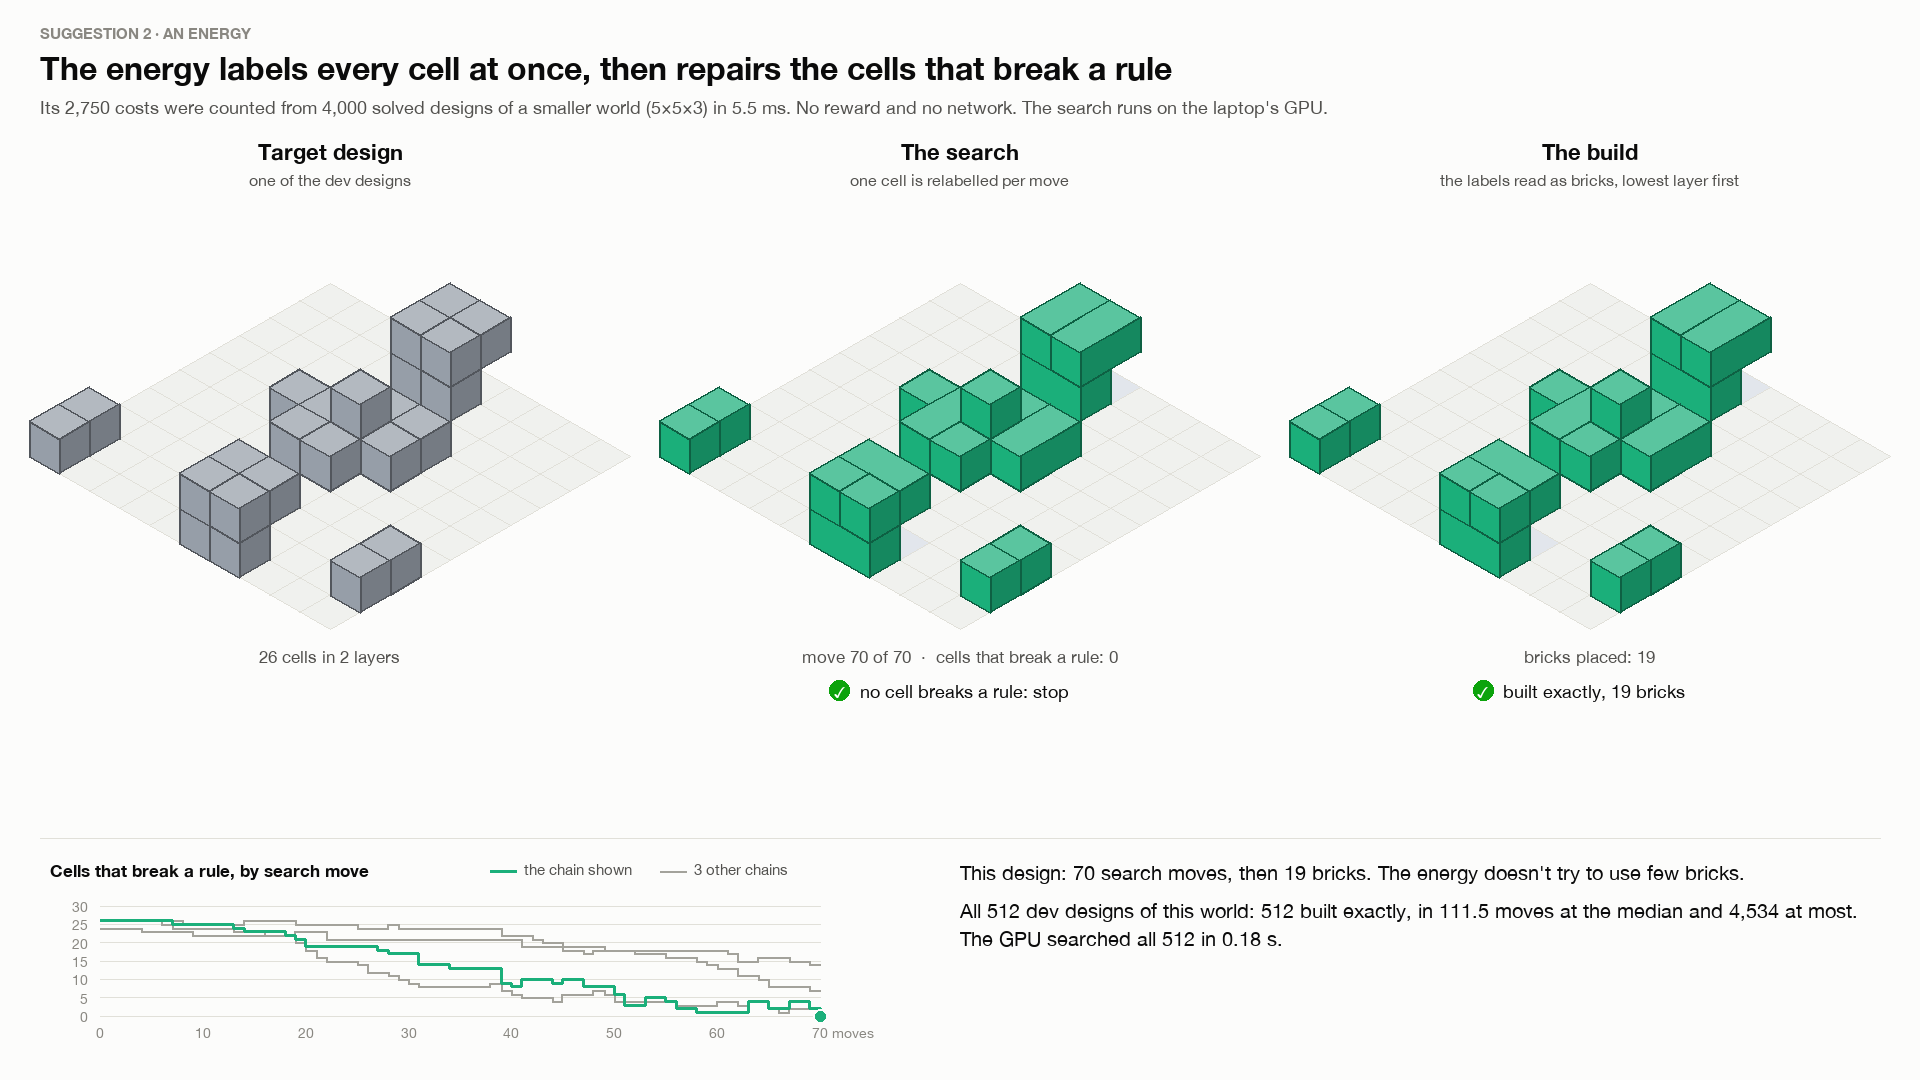 SUGGESTION 2 · AN ENERGY
The energy labels every cell at once, then repairs the cells that break a rule
Its 2,750 costs were counted from 4,000 solved designs of a smaller world (5×5×3) in 5.5 ms. No reward and no network. The search runs on the laptop's GPU.
Target design
one of the dev designs
The search
one cell is relabelled per move
The build
the labels read as bricks, lowest layer first
26 cells in 2 layers
move 70 of 70 · cells that break a rule: 0
no cell breaks a rule: stop
bricks placed: 19
built exactly, 19 bricks
Cells that break a rule, by search move
the chain shown
3 other chains
30
25
20
15
10
5
0
0 10 20 30 40 50 60 70 moves
This design: 70 search moves, then 19 bricks. The energy doesn't try to use few bricks.
All 512 dev designs of this world: 512 built exactly, in 111.5 moves at the median and 4,534 at most.
The GPU searched all 512 in 0.18 s.